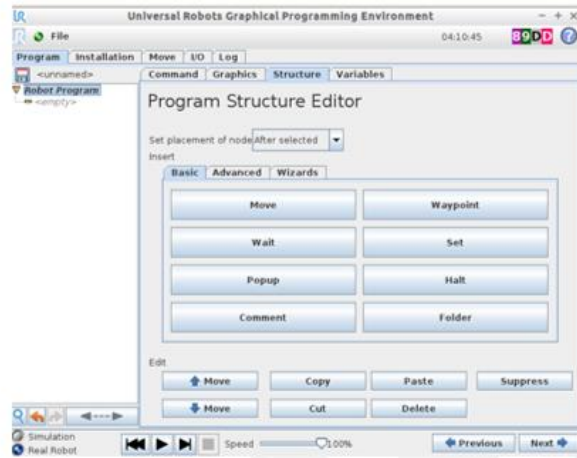 Universal Robots Graphical Programming Environment
File 04:10:45 89DD ?
Program Installation Move I/O Log
<unnamed> Command Graphics Structure Variables
Robot Program
<empty>
Program Structure Editor
Set placement of node After selected
Insert
Basic Advanced Wizards
Move Waypoint
Wait Set
Popup Halt
Comment Folder
Edit
Move Copy Paste Suppress
Move Cut Delete
Simulation
Real Robot
Speed 100% Previous Next